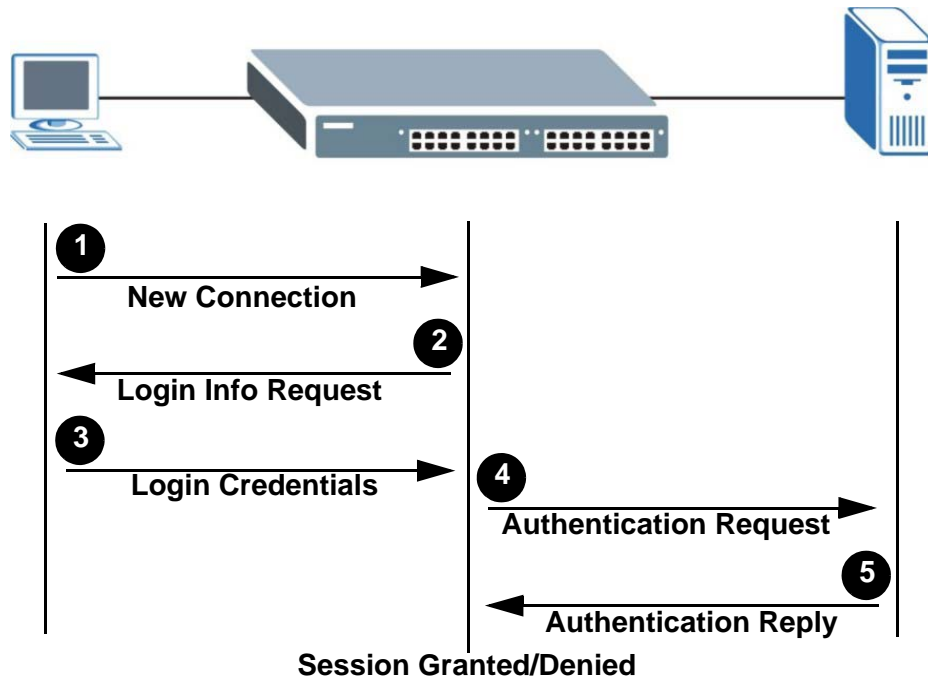 1
New Connection
2
Login Info Request
3
Login Credentials
4
Authentication Request
5
Authentication Reply
Session Granted/Denied